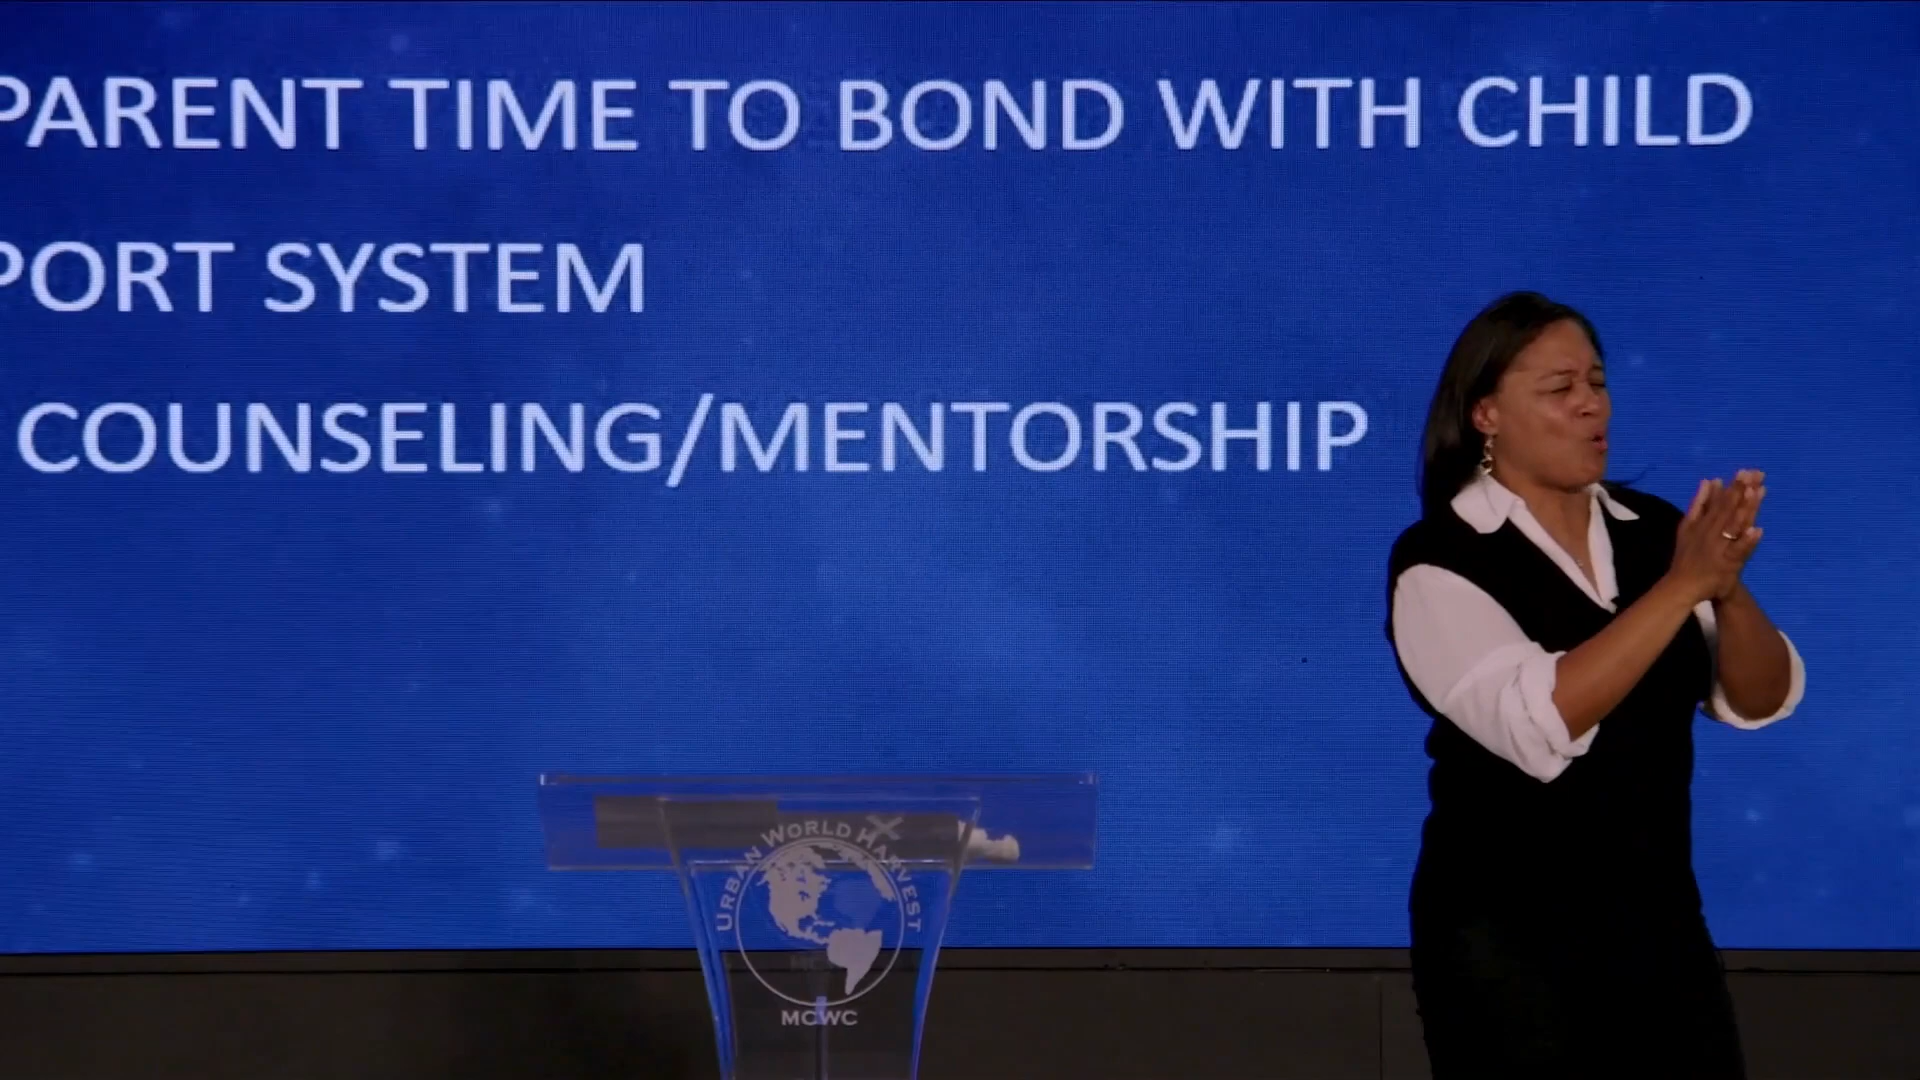 PARENT TIME TO BOND WITH CHILD
PORT SYSTEM
COUNSELING/MENTORSHIP
URBAN WORLD HARVEST
MCWC